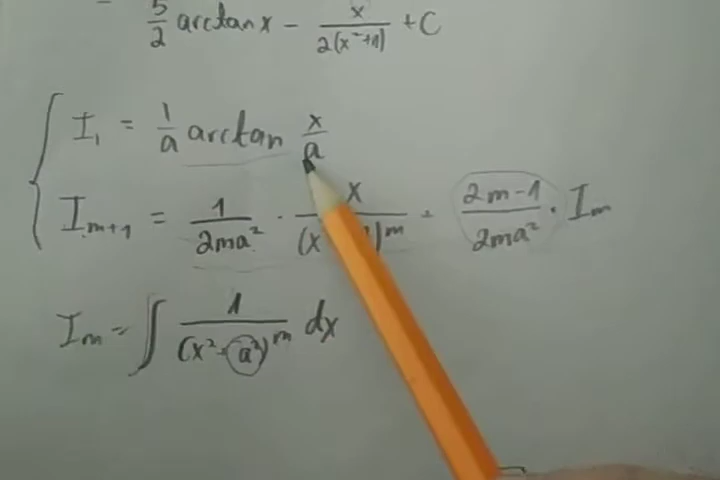 5/2 arctan x - x/(2(x²+1)) + C
I₁ = 1/a arctan x/a
Iₘ₊₁ = 1/(2ma²) · x/(x )ᵐ + (2m-1)/(2ma²) · Iₘ
Iₘ = ∫ 1/(x²+a²)ᵐ dx